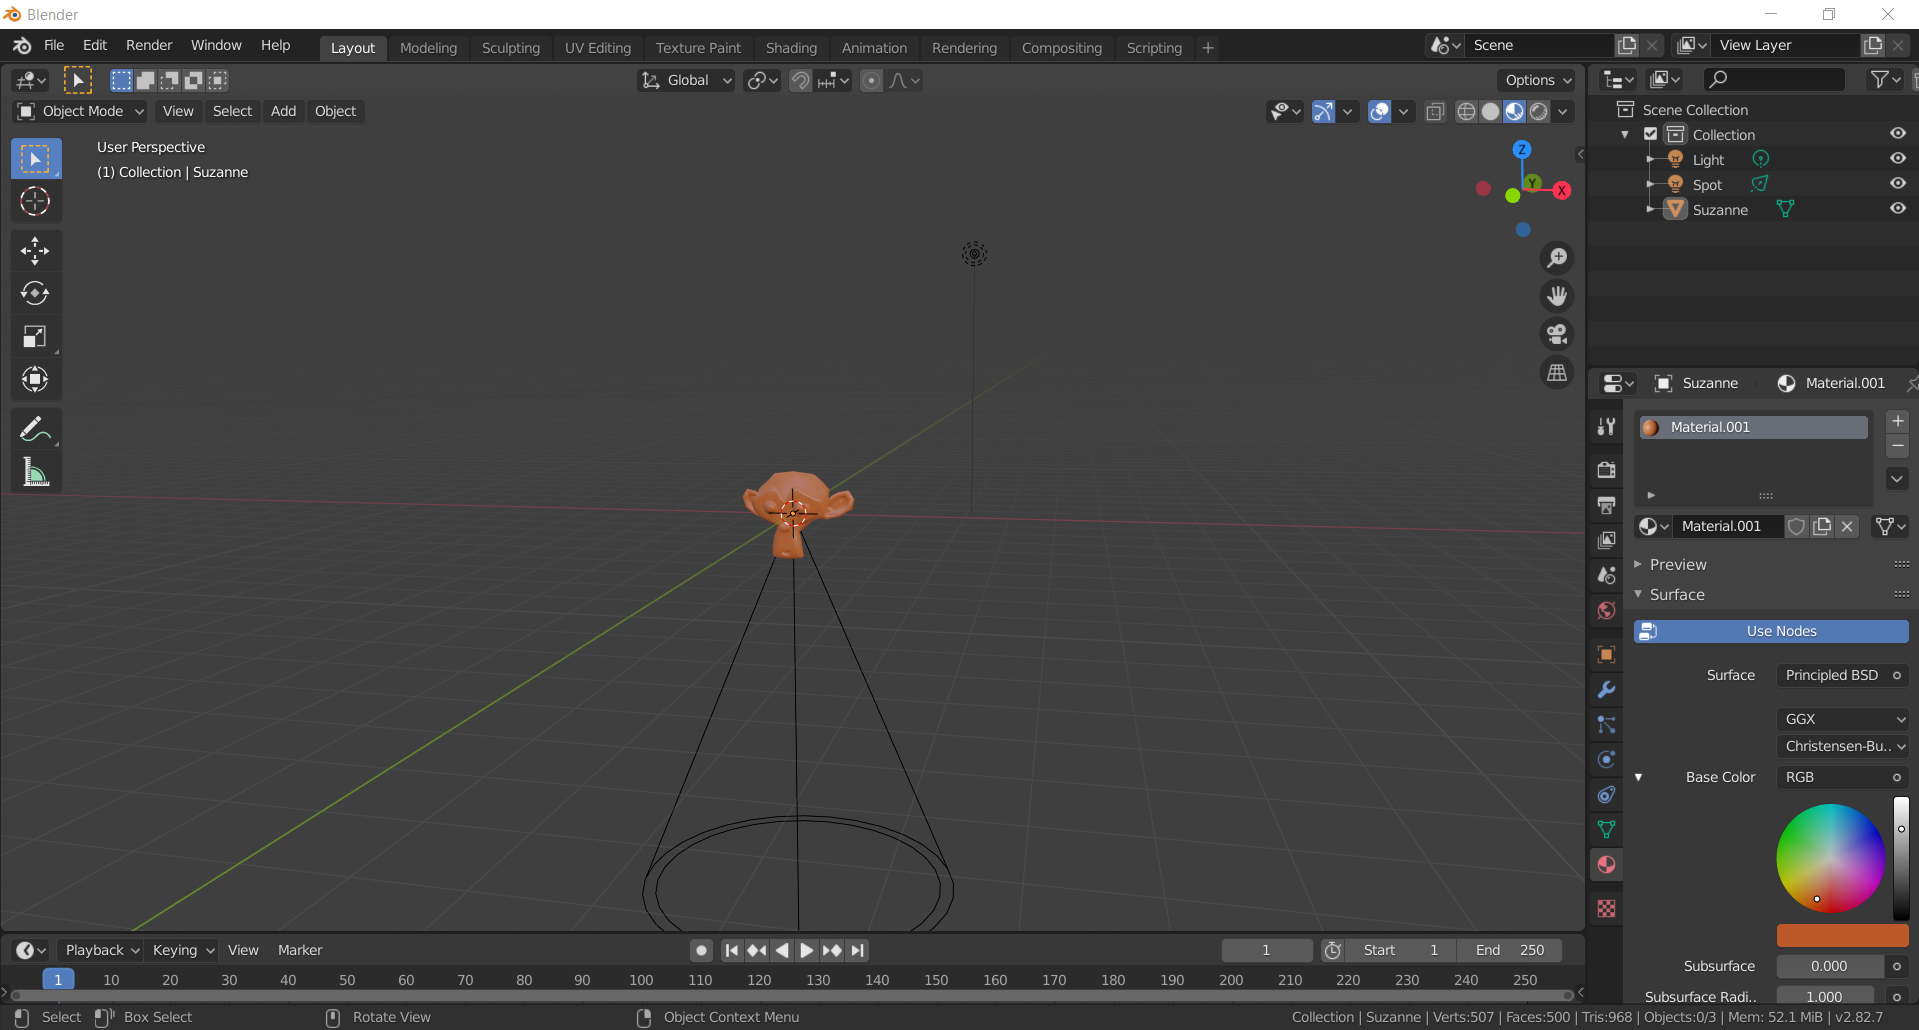 Blender
File Edit Render Window Help Layout Modeling Sculpting UV Editing Texture Paint Shading Animation Rendering Compositing Scripting + Scene View Layer
Global Options
Object Mode View Select Add Object
User Perspective
(1) Collection | Suzanne
Z
Y
X
Scene Collection
Collection
Light
Spot
Suzanne
Suzanne Material.001
Material.001
Material.001
Preview
Surface
Use Nodes
Surface Principled BSD
GGX
Christensen-Bu..
Base Color RGB
Subsurface 0.000
Subsurface Radi.. 1.000
Playback Keying View Marker 1 Start 1 End 250
1 10 20 30 40 50 60 70 80 90 100 110 120 130 140 150 160 170 180 190 200 210 220 230 240 250
Select Box Select Rotate View Object Context Menu Collection | Suzanne | Verts:507 | Faces:500 | Tris:968 | Objects:0/3 | Mem: 52.1 MiB | v2.82.7